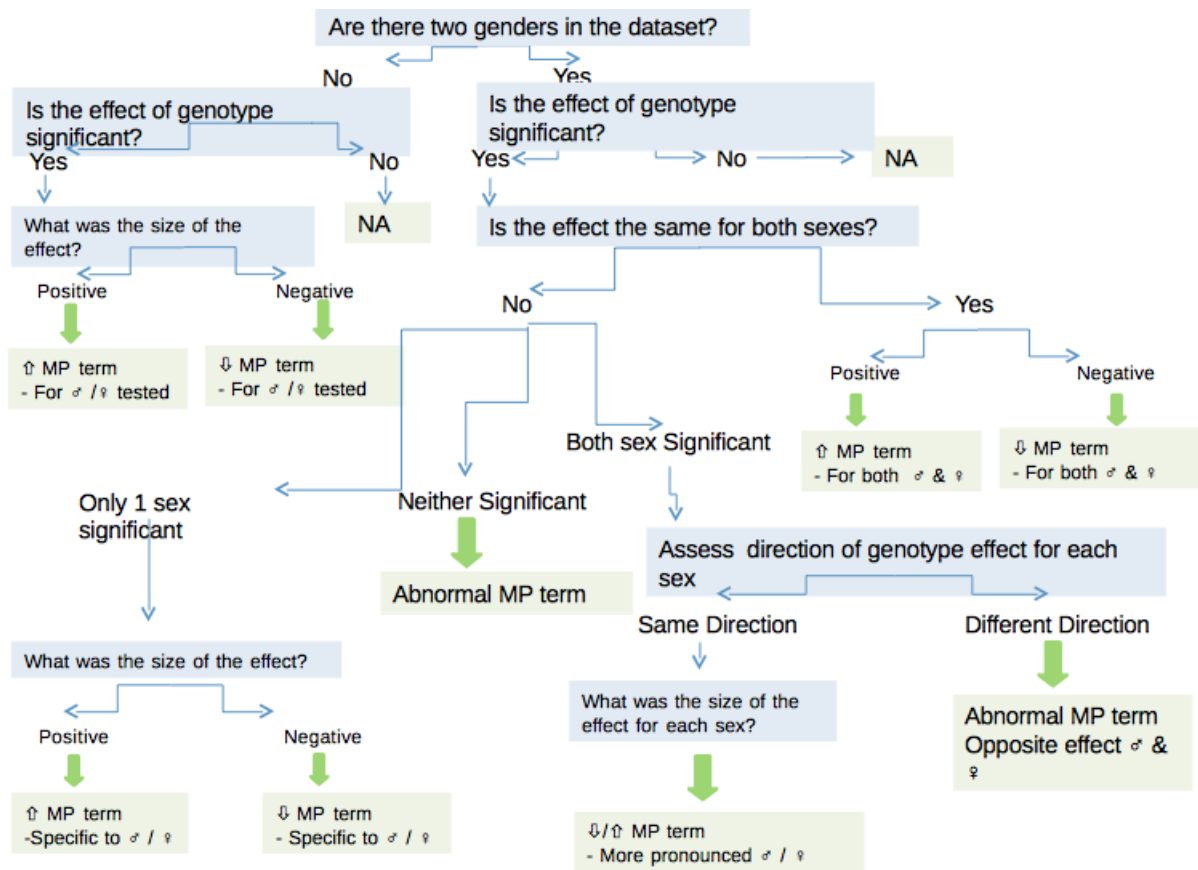 Are there two genders in the dataset?
No
Yes
Is the effect of genotype
significant?
Is the effect of genotype
significant?
Yes
No
Yes
No
NA
What was the size of the
effect?
NA
Is the effect the same for both sexes?
Positive
Negative
No
Yes
⇧ MP term
- For ♂ /♀ tested
⇩ MP term
- For ♂ /♀ tested
Positive
Negative
Both sex Significant
⇧ MP term
- For both ♂ & ♀
⇩ MP term
- For both ♂ & ♀
Only 1 sex
significant
Neither Significant
Abnormal MP term
Assess direction of genotype effect for each
sex
Same Direction
Different Direction
What was the size of the effect?
What was the size of the
effect for each sex?
Abnormal MP term
Opposite effect ♂ &
♀
Positive
Negative
⇧ MP term
-Specific to ♂ / ♀
⇩ MP term
- Specific to ♂ / ♀
⇩/⇧ MP term
- More pronounced ♂ / ♀